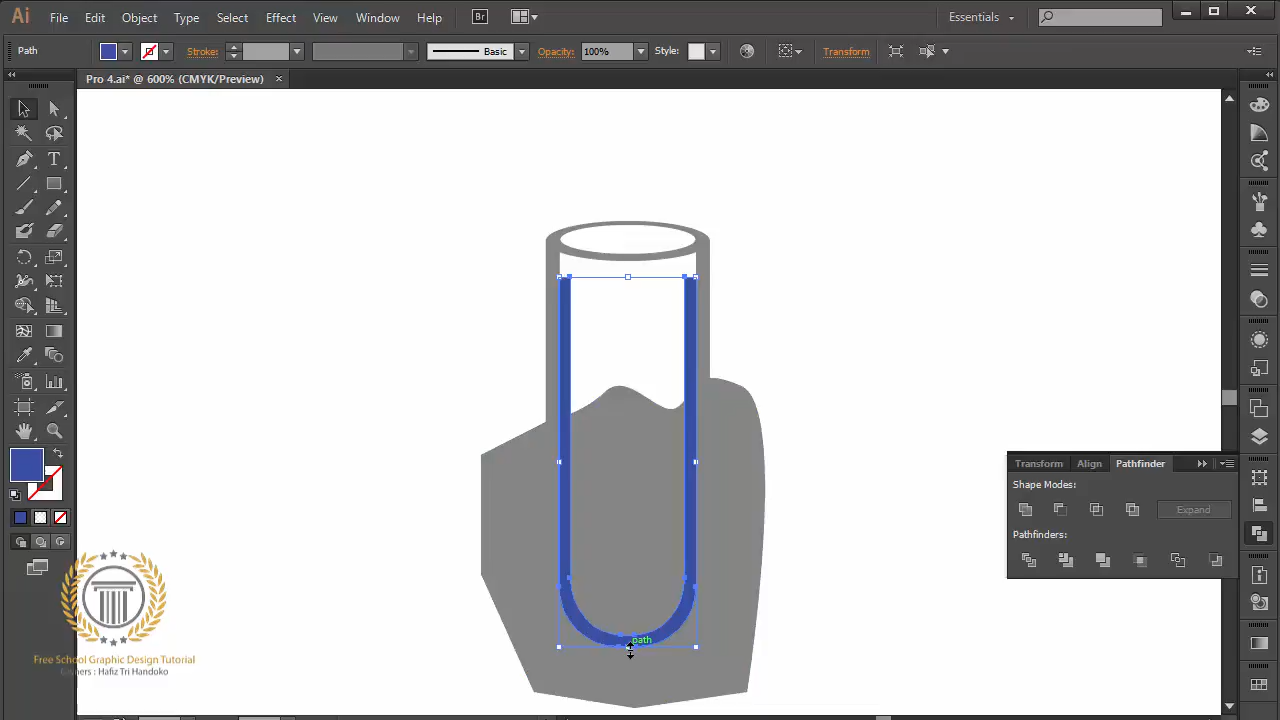 Ai File Edit Object Type Select Effect View Window Help Br Essentials
Path Stroke: Basic Opacity: 100% Style: Transform
Pro 4.ai* @ 600% (CMYK/Preview) ×
path
Transform Align Pathfinder
Shape Modes:
Expand
Pathfinders:
Free School Graphic Design Tutorial
Owners : Hafiz Tri Handoko